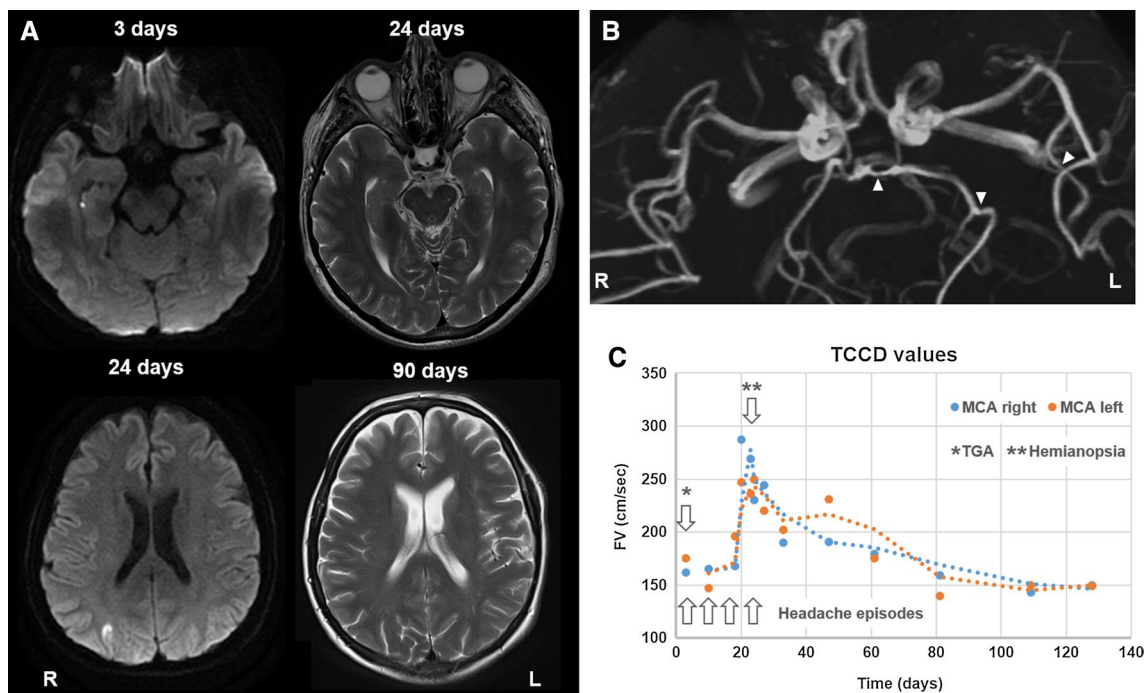 A
3 days
24 days
24 days
90 days
R
L
B
R
L
C
TCCD values
FV (cm/sec)
350
300
250
200
150
100
**
*
MCA right
MCA left
*TGA
**Hemianopsia
Headache episodes
0
20
40
60
80
100
120
140
Time (days)